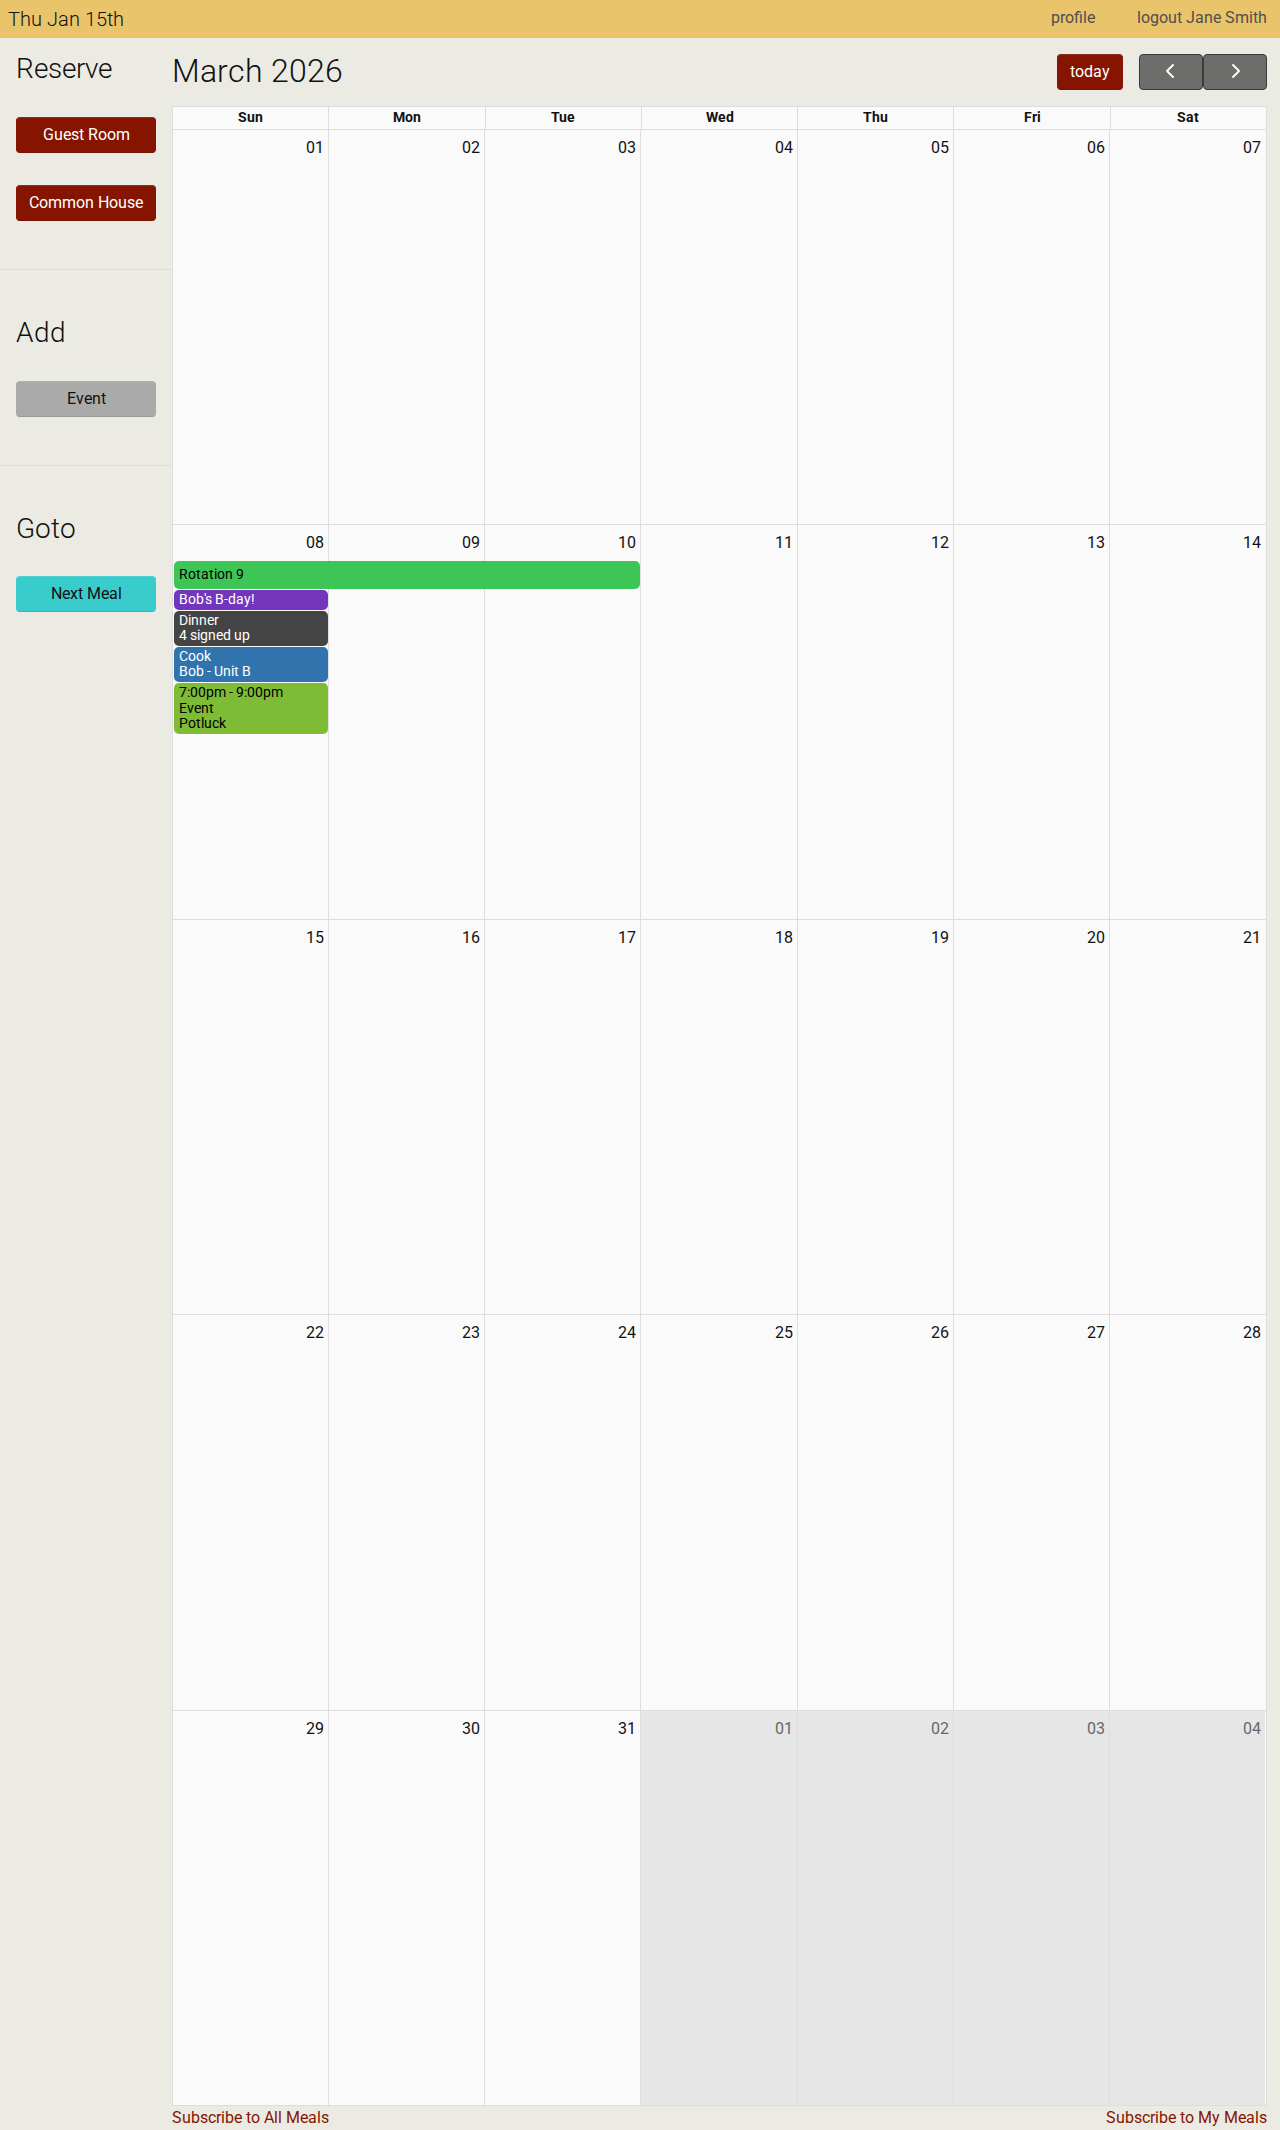 Thu Jan 15th
profile
logout Jane Smith
Reserve
Guest Room
Common House
Add
Event
Goto
Next Meal
March 2026
today
Sun Mon Tue Wed Thu Fri Sat
01 02 03 04 05 06 07
08 09 10 11 12 13 14
Rotation 9
Bob's B-day!
Dinner
4 signed up
Cook
Bob - Unit B
7:00pm - 9:00pm
Event
Potluck
15 16 17 18 19 20 21
22 23 24 25 26 27 28
29 30 31 01 02 03 04
Subscribe to All Meals
Subscribe to My Meals